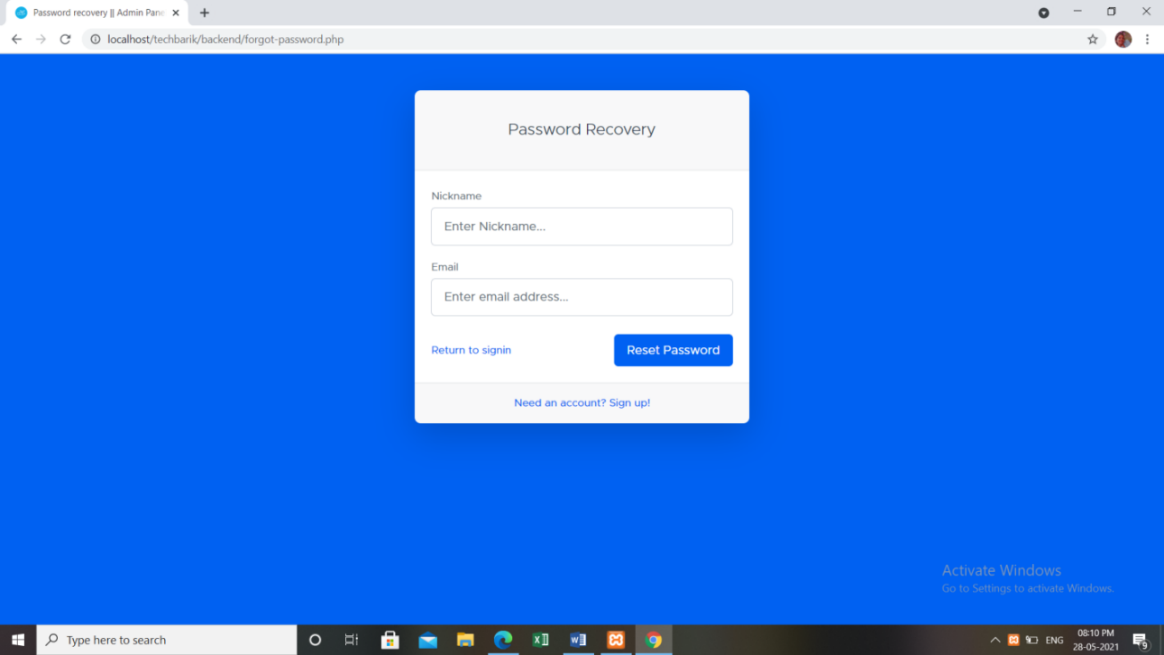 Password recovery || Admin Pane
localhost/techbarik/backend/forgot-password.php
Password Recovery
Nickname
Enter Nickname...
Email
Enter email address...
Return to signin
Reset Password
Need an account? Sign up!
Activate Windows
Go to Settings to activate Windows.
Type here to search
ENG
08:10 PM
28-05-2021
9